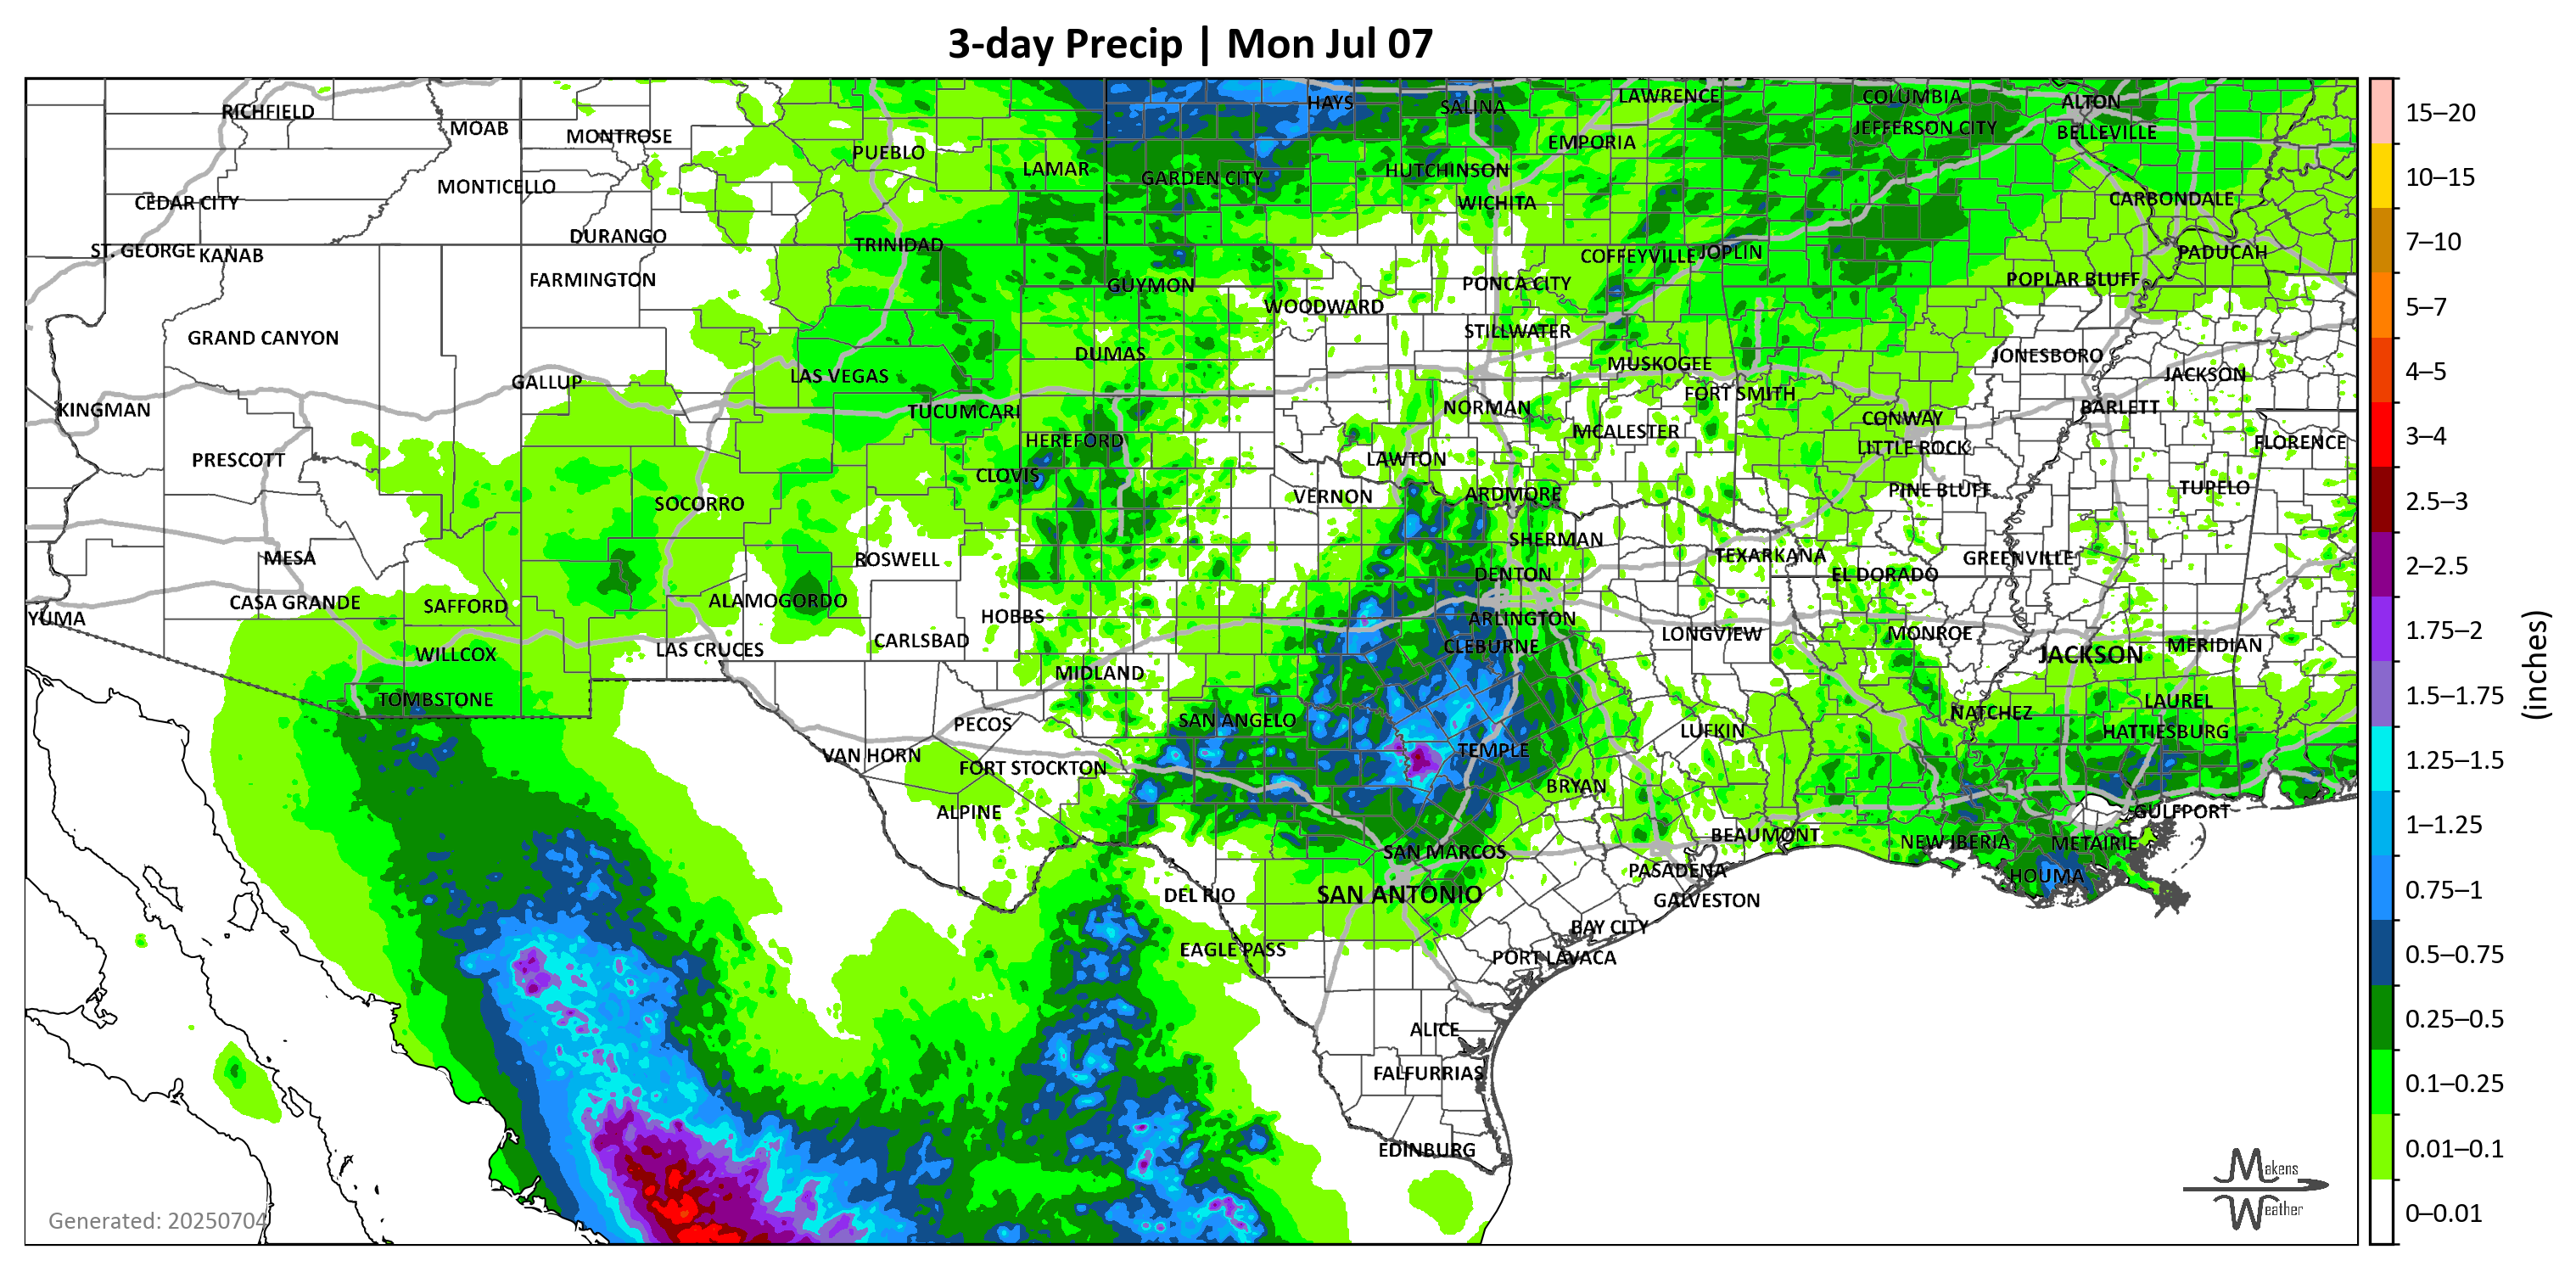 3-day Precip | Mon Jul 07
RICHFIELD
MOAB
MONTROSE
PUEBLO
LAMAR
HAYS
SALINA
LAWRENCE
COLUMBIA
ALTON
EMPORIA
JEFFERSON CITY
BELLEVILLE
CEDAR CITY
MONTICELLO
GARDEN CITY
HUTCHINSON
WICHITA
CARBONDALE
ST. GEORGE
KANAB
DURANGO
TRINIDAD
COFFEYVILLE
JOPLIN
PADUCAH
FARMINGTON
GUYMON
PONCA CITY
POPLAR BLUFF
WOODWARD
GRAND CANYON
STILLWATER
DUMAS
MUSKOGEE
JONESBORO
GALLUP
LAS VEGAS
FORT SMITH
JACKSON
KINGMAN
TUCUMCARI
NORMAN
CONWAY
BARLETT
HEREFORD
MCALESTER
LITTLE ROCK
FLORENCE
PRESCOTT
CLOVIS
LAWTON
SOCORRO
VERNON
ARDMORE
PINE BLUFF
TUPELO
MESA
ROSWELL
SHERMAN
TEXARKANA
GREENVILLE
DENTON
EL DORADO
YUMA
CASA GRANDE
SAFFORD
ALAMOGORDO
HOBBS
ARLINGTON
WILLCOX
LAS CRUCES
CARLSBAD
CLEBURNE
LONGVIEW
MONROE
JACKSON
MERIDIAN
TOMBSTONE
MIDLAND
PECOS
SAN ANGELO
LUFKIN
NATCHEZ
LAUREL
HATTIESBURG
VAN HORN
FORT STOCKTON
TEMPLE
ALPINE
BRYAN
GULFPORT
SAN MARCOS
BEAUMONT
NEW IBERIA
METAIRIE
DEL RIO
SAN ANTONIO
PASADENA
GALVESTON
HOUMA
EAGLE PASS
BAY CITY
PORT LAVACA
ALICE
FALFURRIAS
EDINBURG
Generated: 20250704
Makens
Weather
15–20
10–15
7–10
5–7
4–5
3–4
2.5–3
2–2.5
1.75–2
1.5–1.75
1.25–1.5
1–1.25
0.75–1
0.5–0.75
0.25–0.5
0.1–0.25
0.01–0.1
0–0.01
(inches)